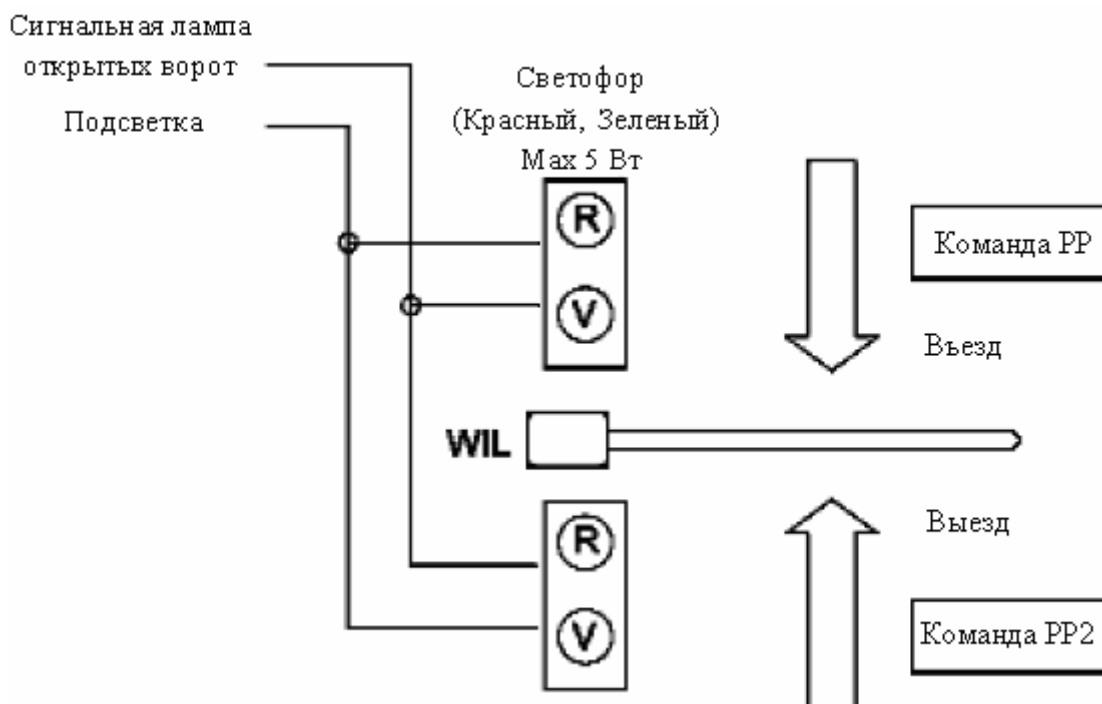 Сигнальная лампа
открытых ворот
Подсветка
Светофор
(Красный, Зеленый)
Max 5 Вт
R
V
Команда PP
Въезд
WIL
Выезд
R
V
Команда PP2